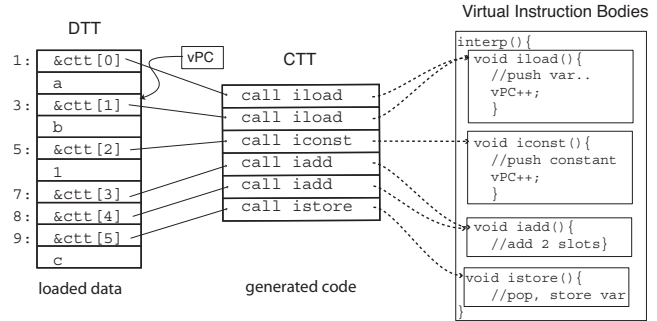 Virtual Instruction Bodies
DTT
vPC
CTT
1: &ctt[0]
a
3: &ctt[1]
b
5: &ctt[2]
1
7: &ctt[3]
8: &ctt[4]
9: &ctt[5]
c
loaded data
call iload
call iload
call iconst
call iadd
call iadd
call istore
generated code
interp(){
void iload(){
//push var..
vPC++;
}
void iconst(){
//push constant
vPC++;
}
void iadd(){
//add 2 slots}
void istore(){
//pop, store var
}